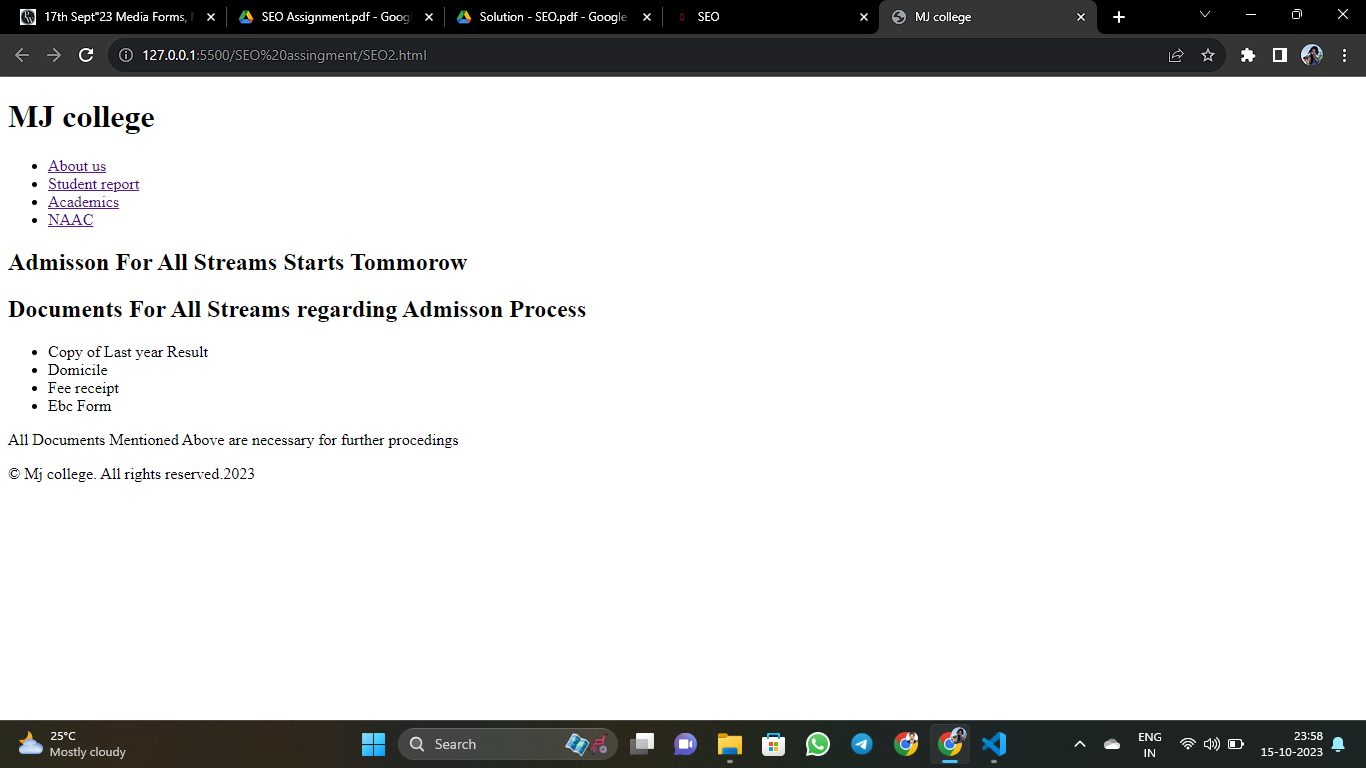 17th Sept"23 Media Forms,
SEO Assignment.pdf - Goog
Solution - SEO.pdf - Google
SEO
MJ college
127.0.0.1:5500/SEO%20assingment/SEO2.html
MJ college
About us
Student report
Academics
NAAC
Admisson For All Streams Starts Tommorow
Documents For All Streams regarding Admisson Process
Copy of Last year Result
Domicile
Fee receipt
Ebc Form
All Documents Mentioned Above are necessary for further procedings
© Mj college. All rights reserved.2023
25°C
Mostly cloudy
Search
ENG
IN
23:58
15-10-2023